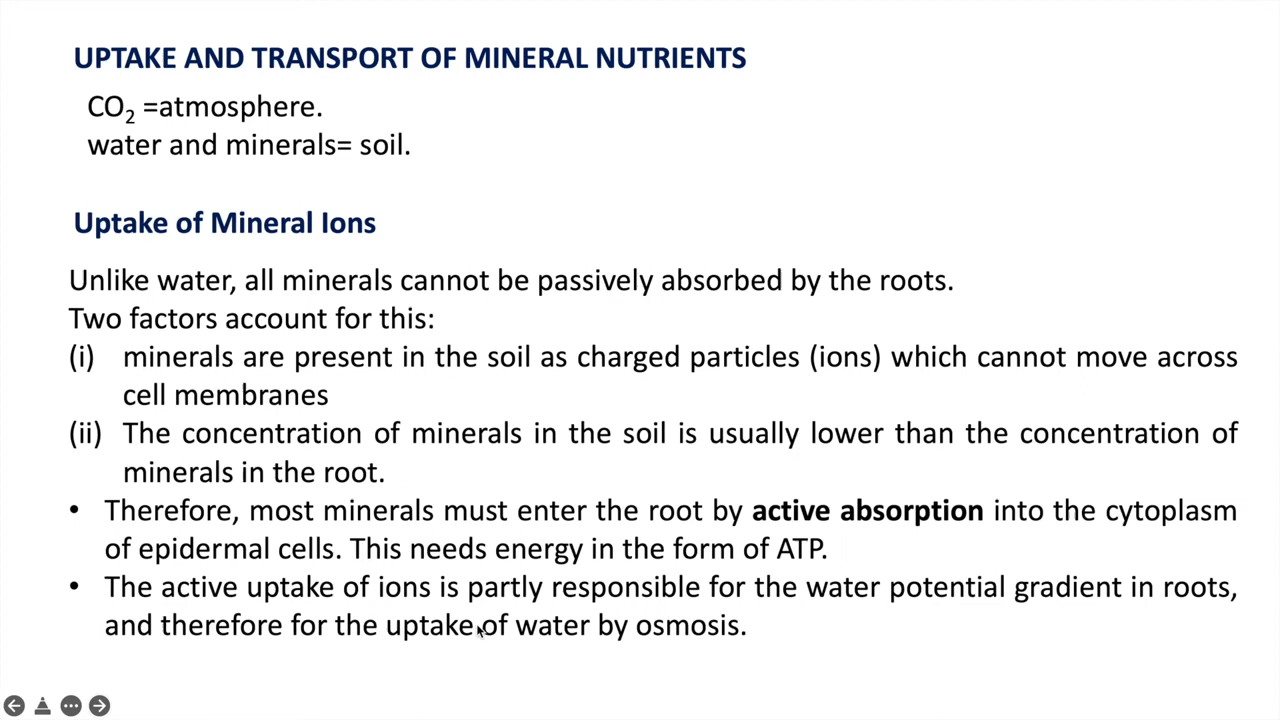 UPTAKE AND TRANSPORT OF MINERAL NUTRIENTS
CO₂ =atmosphere.
water and minerals= soil.
Uptake of Mineral Ions
Unlike water, all minerals cannot be passively absorbed by the roots.
Two factors account for this:
(i) minerals are present in the soil as charged particles (ions) which cannot move across
cell membranes
(ii) The concentration of minerals in the soil is usually lower than the concentration of
minerals in the root.
• Therefore, most minerals must enter the root by active absorption into the cytoplasm
of epidermal cells. This needs energy in the form of ATP.
• The active uptake of ions is partly responsible for the water potential gradient in roots,
and therefore for the uptake of water by osmosis.